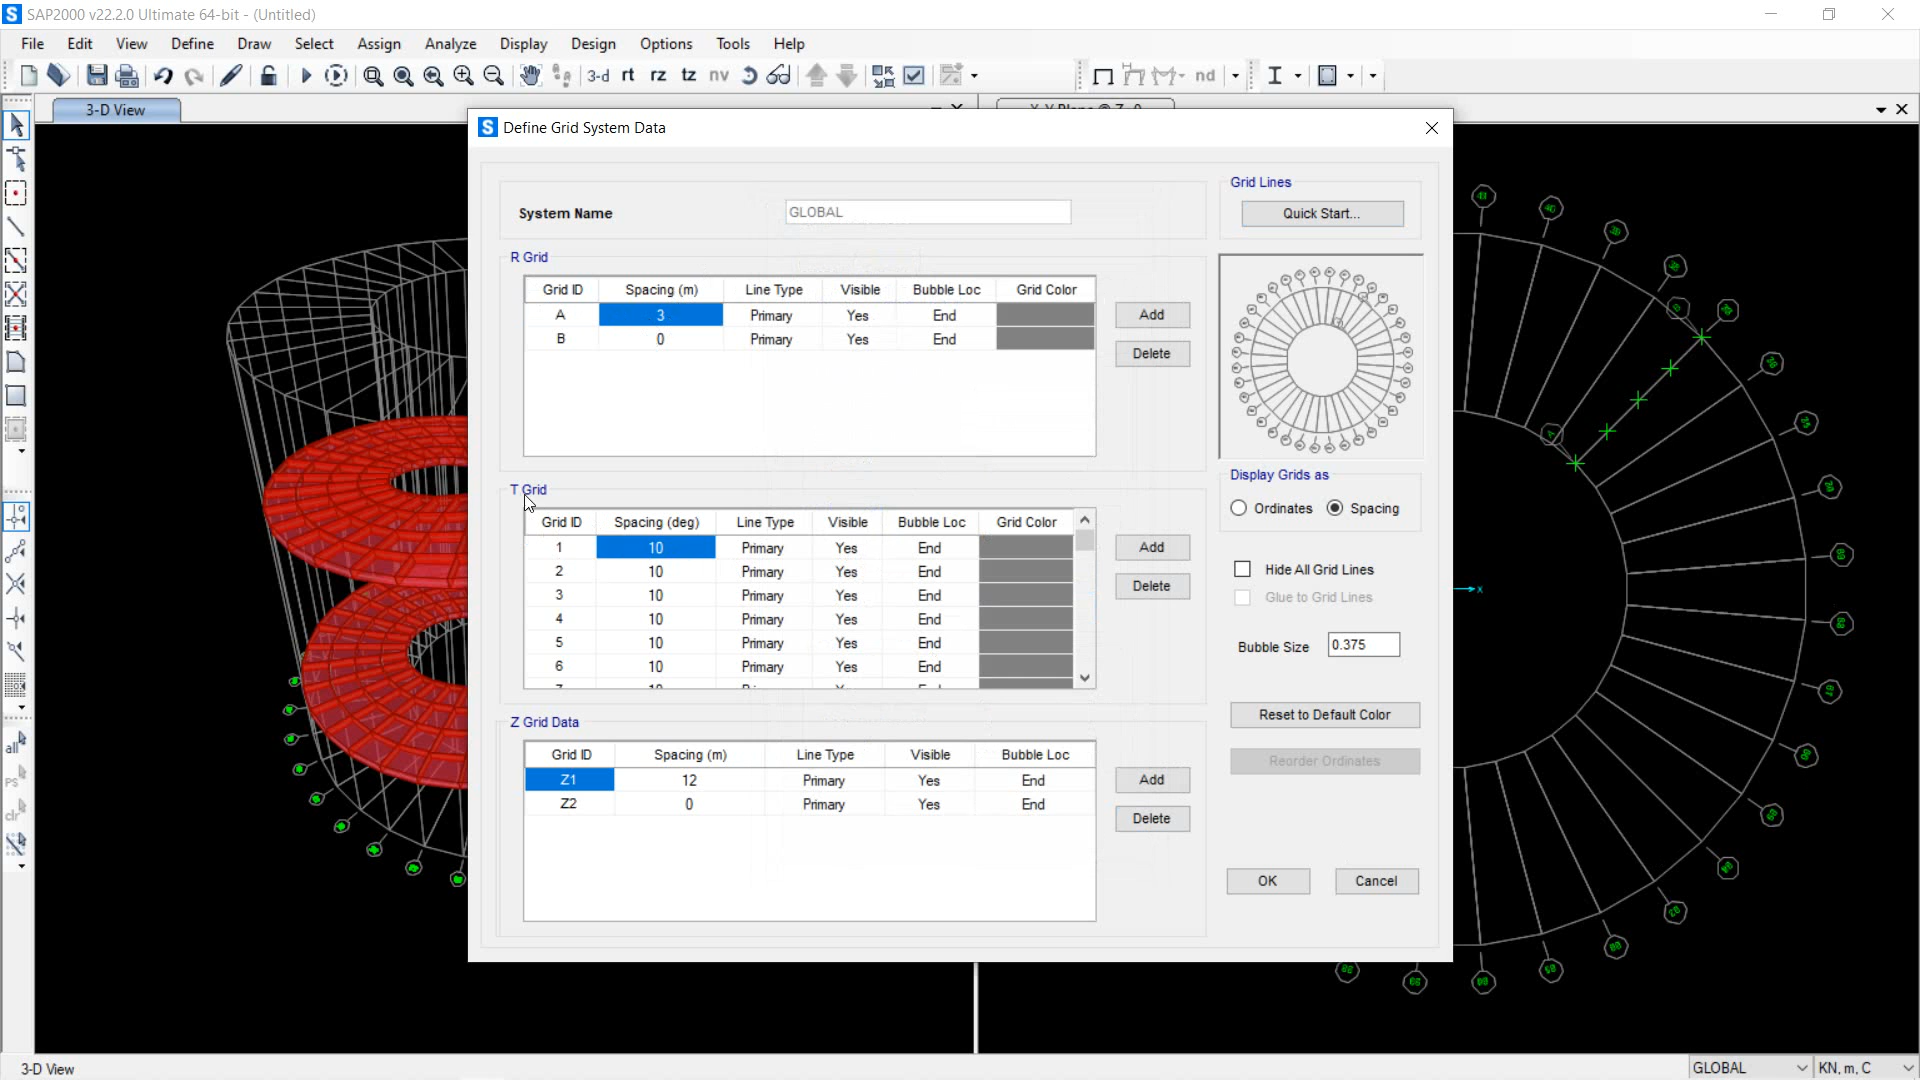 SAP2000 v22.2.0 Ultimate 64-bit - (Untitled)
File Edit View Define Draw Select Assign Analyze Display Design Options Tools Help
3-d rt rz tz nv nd
3-D View
Define Grid System Data
System Name GLOBAL
Grid Lines
Quick Start...
R Grid
Grid ID Spacing (m) Line Type Visible Bubble Loc Grid Color
A 3 Primary Yes End
B 0 Primary Yes End
Add
Delete
T Grid
Grid ID Spacing (deg) Line Type Visible Bubble Loc Grid Color
1 10 Primary Yes End
2 10 Primary Yes End
3 10 Primary Yes End
4 10 Primary Yes End
5 10 Primary Yes End
6 10 Primary Yes End
Add
Delete
Z Grid Data
Grid ID Spacing (m) Line Type Visible Bubble Loc
Z1 12 Primary Yes End
Z2 0 Primary Yes End
Add
Delete
Display Grids as
Ordinates Spacing
Hide All Grid Lines
Glue to Grid Lines
Bubble Size 0.375
Reset to Default Color
Reorder Ordinates
OK Cancel
all
ps
clr
x
3-D View
GLOBAL
KN, m, C